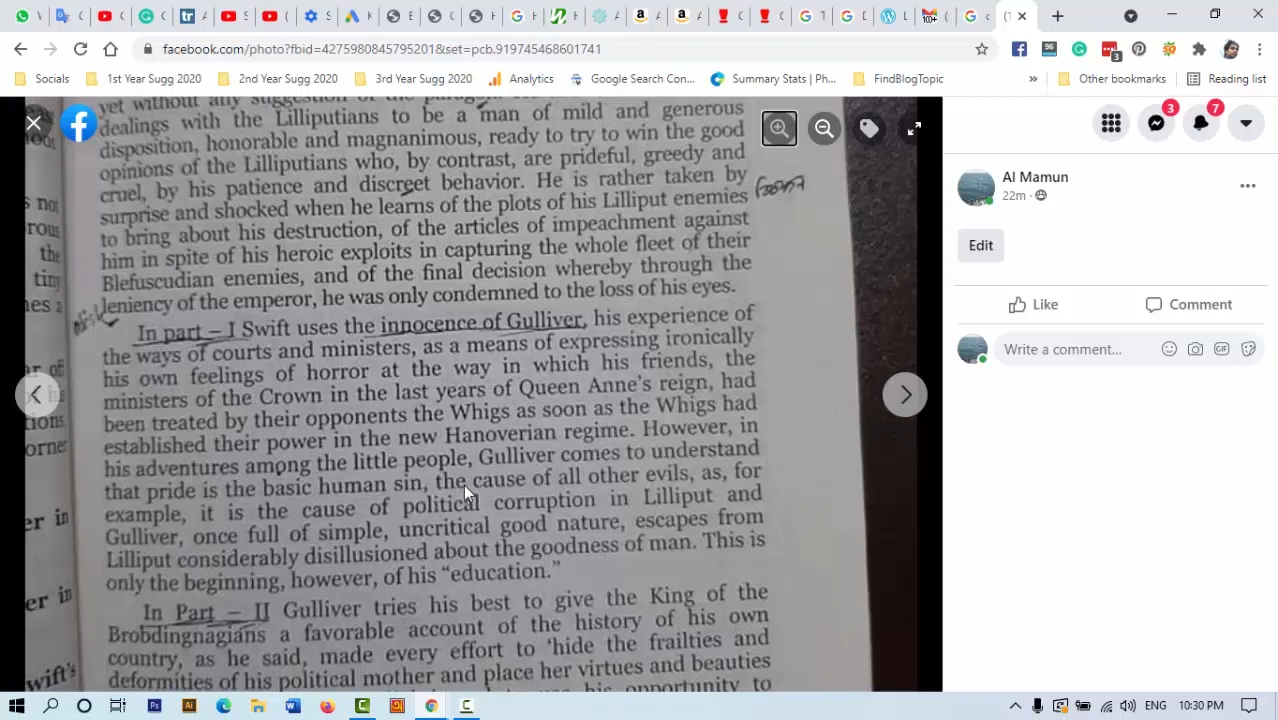 facebook.com/photo?fbid=427598084579520&set=pcb.919745468601741
Socials
1st Year Sugg 2020
2nd Year Sugg 2020
3rd Year Sugg 2020
Analytics
Google Search Con...
Summary Stats | Ph...
FindBlogTopic
»
Other bookmarks
Reading list
yet without any
dealings with the Lilliputians to be a man of mild and generous
disposition, honorable and magnanimous, ready to try to win the good
opinions of the Lilliputians who, by contrast, are prideful, greedy and
cruel, by his patience and discreet behavior. He is rather taken by
surprise and shocked when he learns of the plots of his Lilliput enemies
to bring about his destruction, of the articles of impeachment against
him in spite of his heroic exploits in capturing the whole fleet of their
Blefuscudian enemies, and of the final decision whereby through the
leniency of the emperor, he was only condemned to the loss of his eyes.
In part – I Swift uses the innocence of Gulliver, his experience of
the ways of courts and ministers, as a means of expressing ironically
his own feelings of horror at the way in which his friends, the
ministers of the Crown in the last years of Queen Anne's reign, had
been treated by their opponents the Whigs as soon as the Whigs had
established their power in the new Hanoverian regime. However, in
his adventures among the little people, Gulliver comes to understand
that pride is the basic human sin, the cause of all other evils, as, for
example, it is the cause of political corruption in Lilliput and
Gulliver, once full of simple, uncritical good nature, escapes from
Lilliput considerably disillusioned about the goodness of man. This is
only the beginning, however, of his “education.”
In Part – II Gulliver tries his best to give the King of the
Brobdingnagians a favorable account of the history of his own
country, as he said, made every effort to ‘hide the frailties and
deformities of his political mother and place her virtues and beauties
his opportunity to
3
7
Al Mamun
22m
Edit
Like
Comment
Write a comment...
10:30 PM